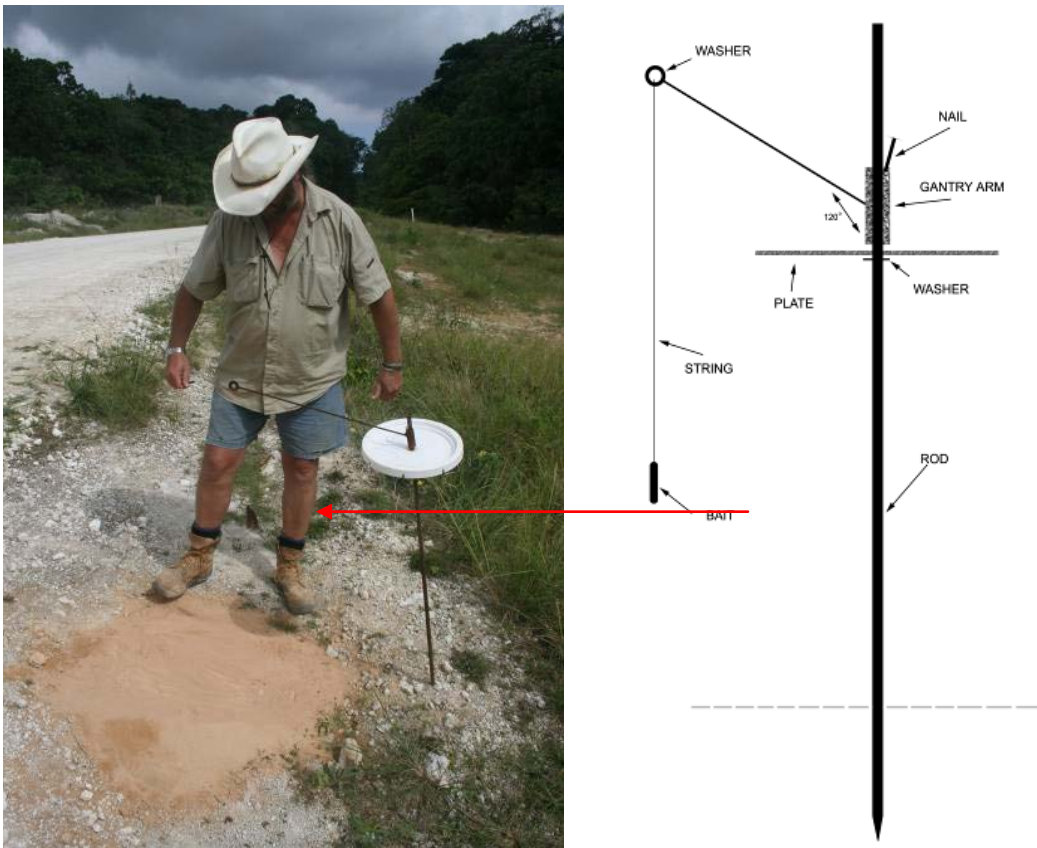 WASHER
NAIL
GANTRY ARM
120°
WASHER
PLATE
STRING
ROD
BAIT